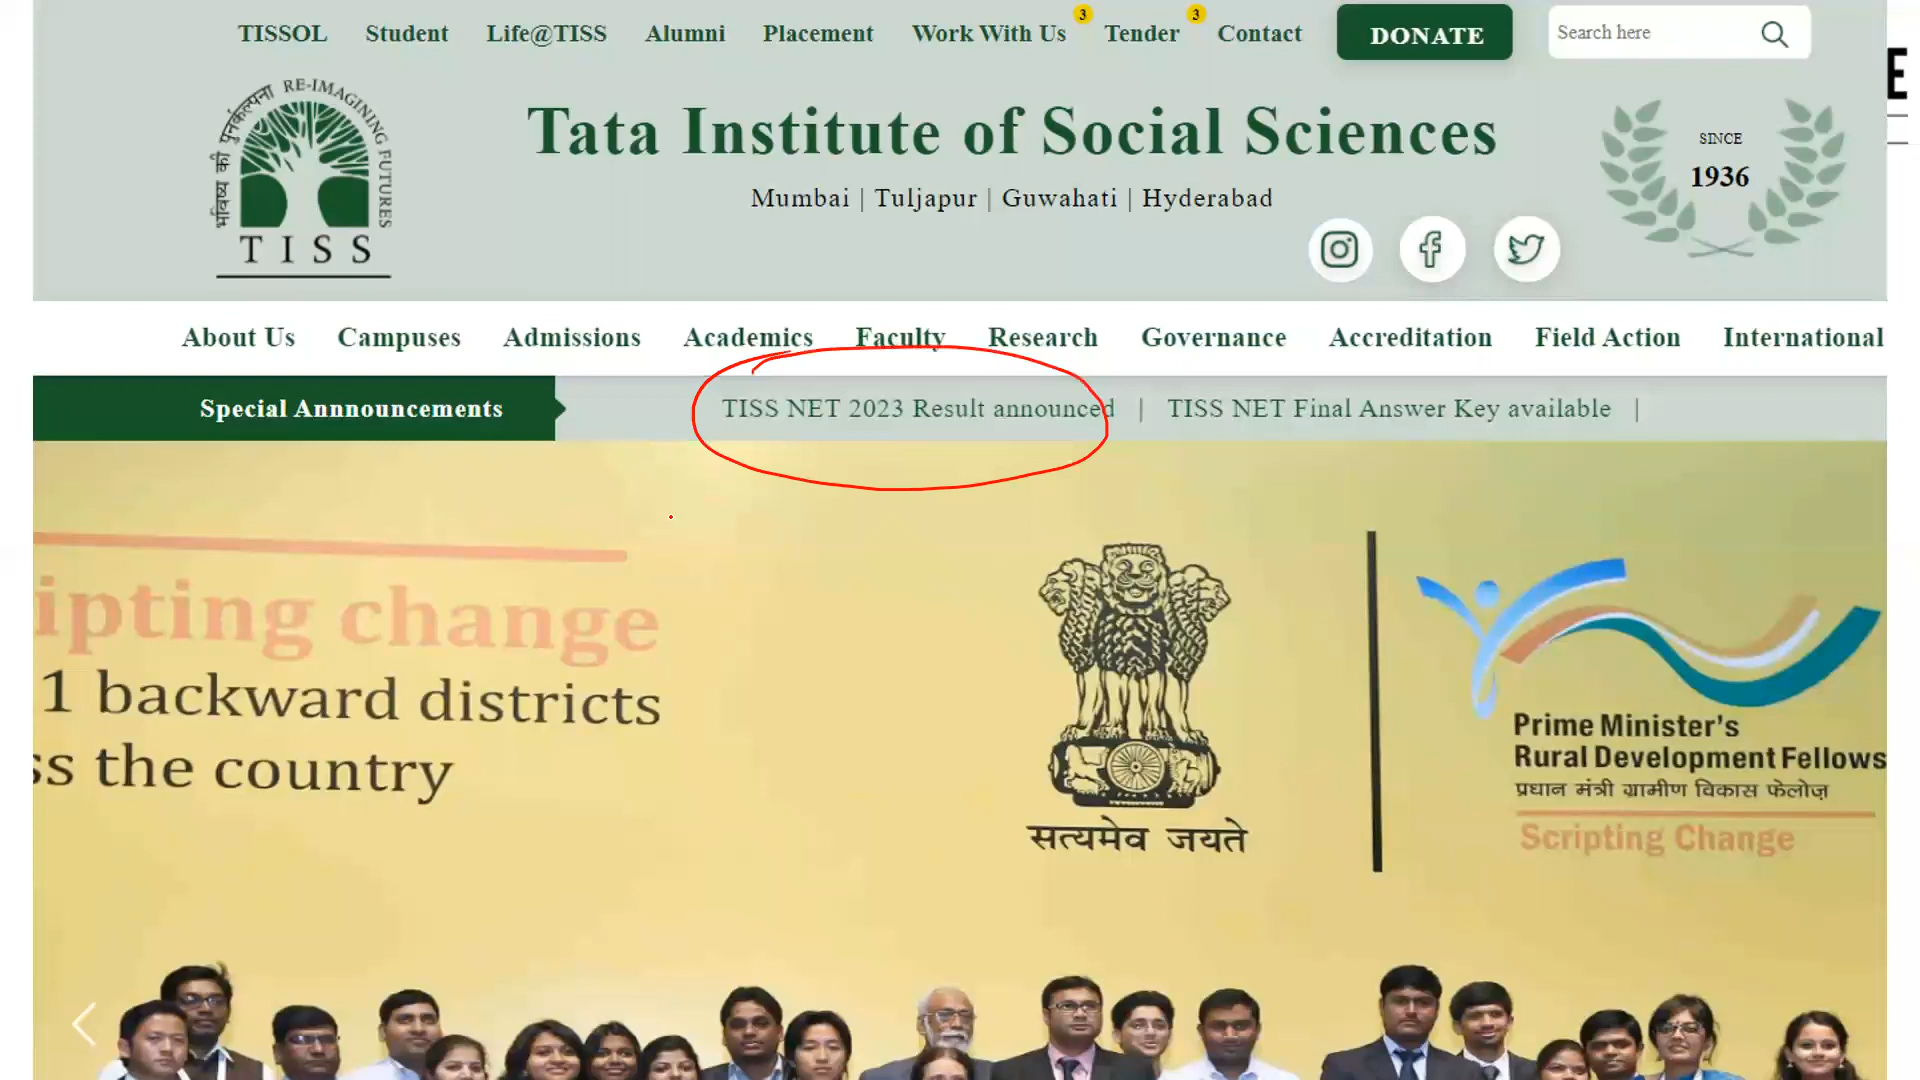 TISSOL Student Life@TISS Alumni Placement Work With Us 3 Tender 3 Contact DONATE Search here
भविष्य की पुनर्कल्पना RE-IMAGINING FUTURES
TISS
Tata Institute of Social Sciences
Mumbai | Tuljapur | Guwahati | Hyderabad
SINCE
1936
E
About Us Campuses Admissions Academics Faculty Research Governance Accreditation Field Action International
Special Annnouncements TISS NET 2023 Result announced | TISS NET Final Answer Key available |
ipting change
1 backward districts
ss the country
सत्यमेव जयते
Prime Minister's
Rural Development Fellows
प्रधान मंत्री ग्रामीण विकास फेलोज़
Scripting Change